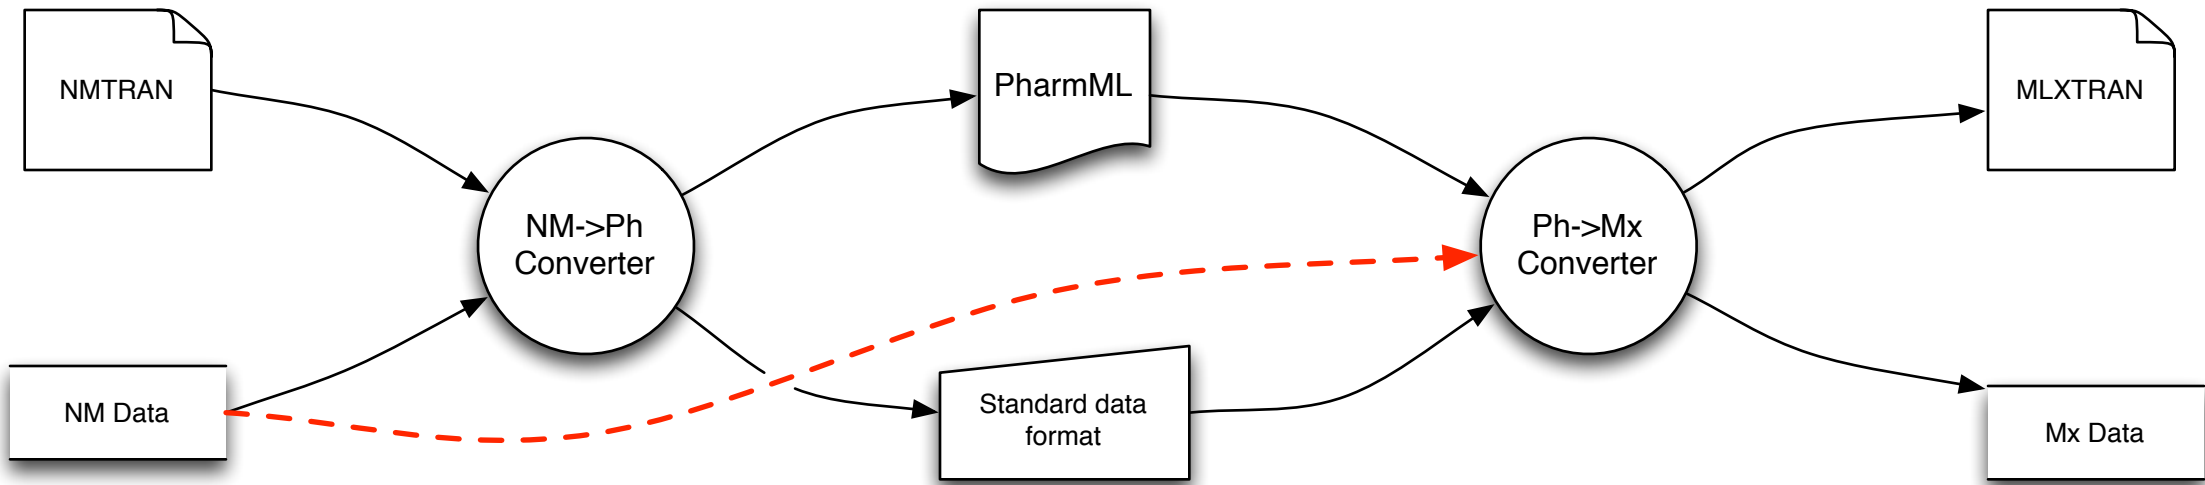 NMTRAN
PharmML
MLXTRAN
NM->Ph
Converter
Ph->Mx
Converter
NM Data
Standard data
format
Mx Data